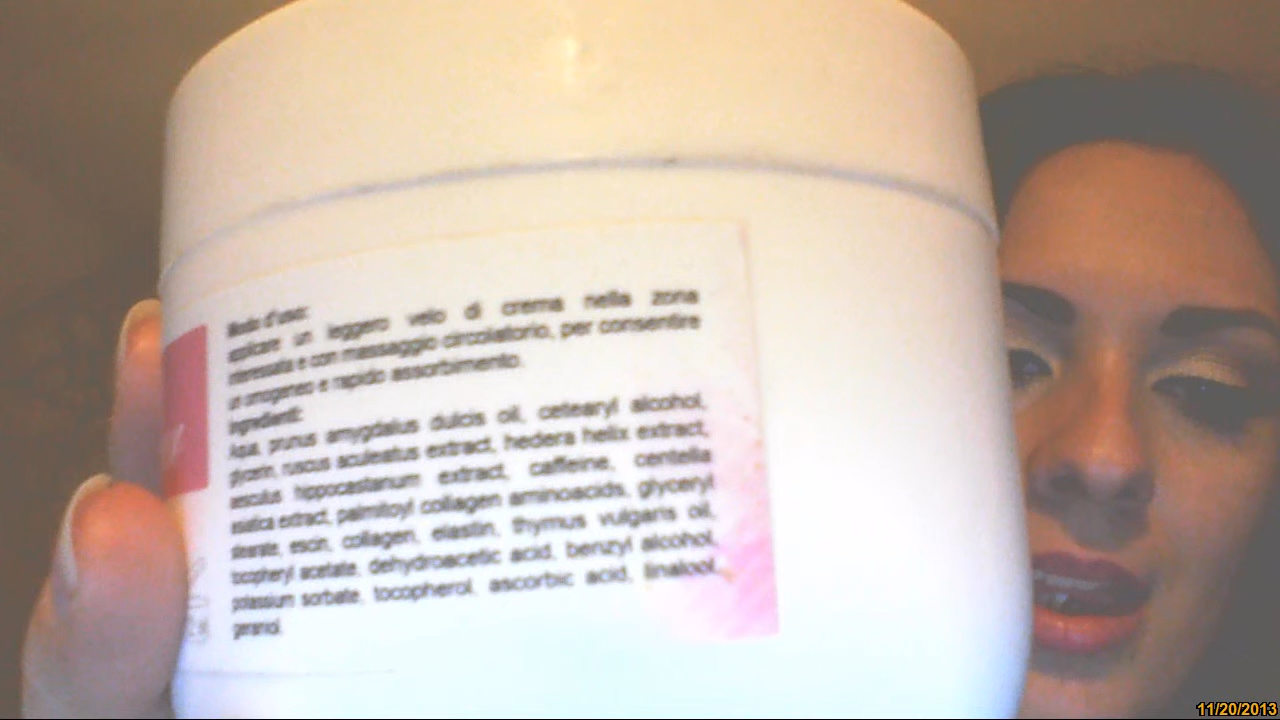 Modo d'uso:
applicare un leggero velo di crema nella zona
interessata e con massaggio circolatorio, per consentire
un omogeneo e rapido assorbimento.
Ingredienti:
Aqua, prunus amygdalus dulcis oil, cetearyl alcohol,
glycerin, ruscus aculeatus extract, hedera helix extract,
aesculus hippocastanum extract, caffeine, centella
asiatica extract, palmitoyl collagen aminoacids, glyceryl
stearate, escin, collagen, elastin, thymus vulgaris oil,
tocopheryl acetate, dehydroacetic acid, benzyl alcohol,
potassium sorbate, tocopherol, ascorbic acid, linalool,
geraniol.
11/20/2013